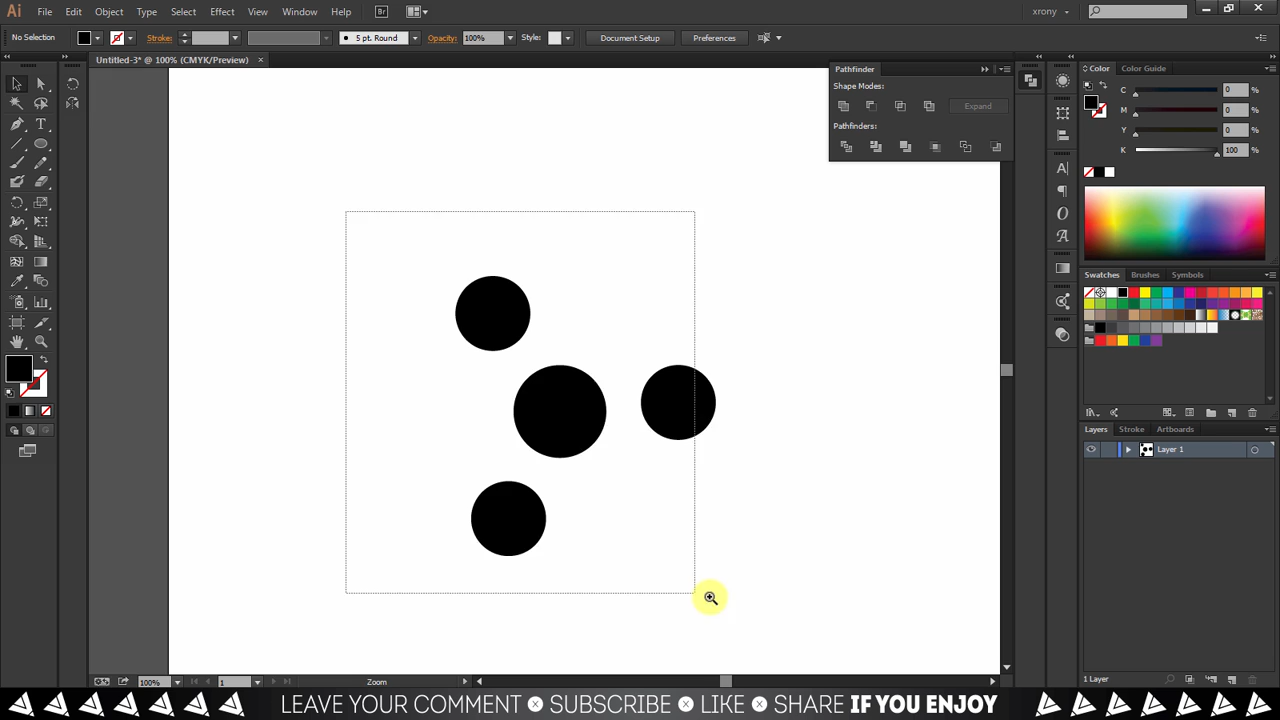 Ai File Edit Object Type Select Effect View Window Help Br xrony
No Selection Stroke: 5 pt. Round Opacity: 100% Style: Document Setup Preferences
Untitled-3* @ 100% (CMYK/Preview)
Pathfinder
Shape Modes:
Expand
Pathfinders:
Color Color Guide
C 0 %
M 0 %
Y 0 %
K 100 %
Swatches Brushes Symbols
Layers Stroke Artboards
Layer 1
1 Layer
100% 1 Zoom
LEAVE YOUR COMMENT SUBSCRIBE LIKE SHARE IF YOU ENJOY